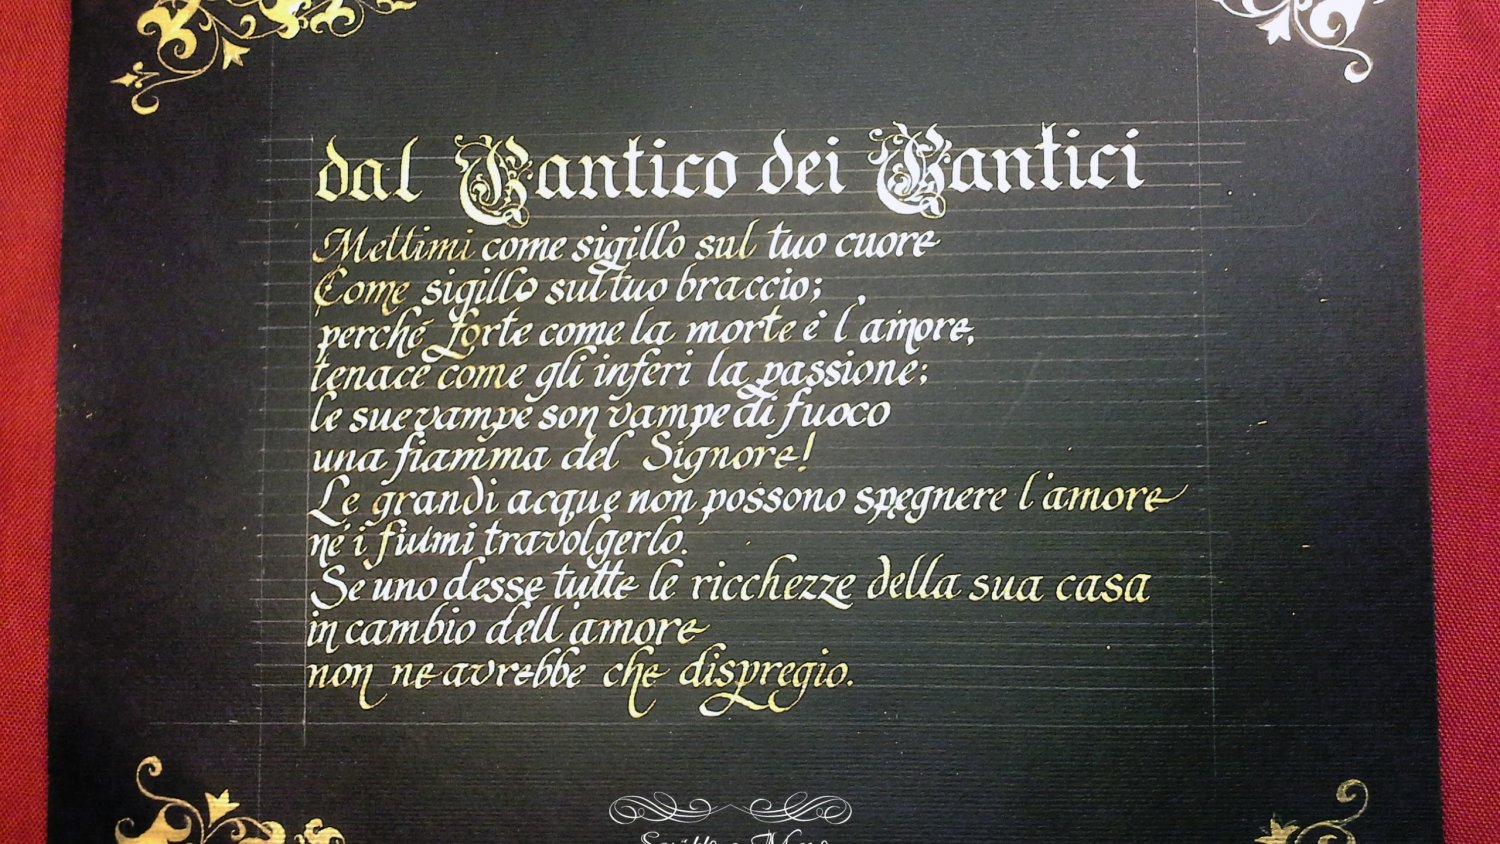 dal Cantico dei Cantici
Mettimi come sigillo sul tuo cuore
Come sigillo sul tuo braccio;
perché forte come la morte è l'amore,
tenace come gli inferi la passione;
le sue vampe son vampe di fuoco
una fiamma del Signore!
Le grandi acque non possono spegnere l'amore
né i fiumi travolgerlo.
Se uno desse tutte le ricchezze della sua casa
in cambio dell'amore
non ne avrebbe che dispregio.